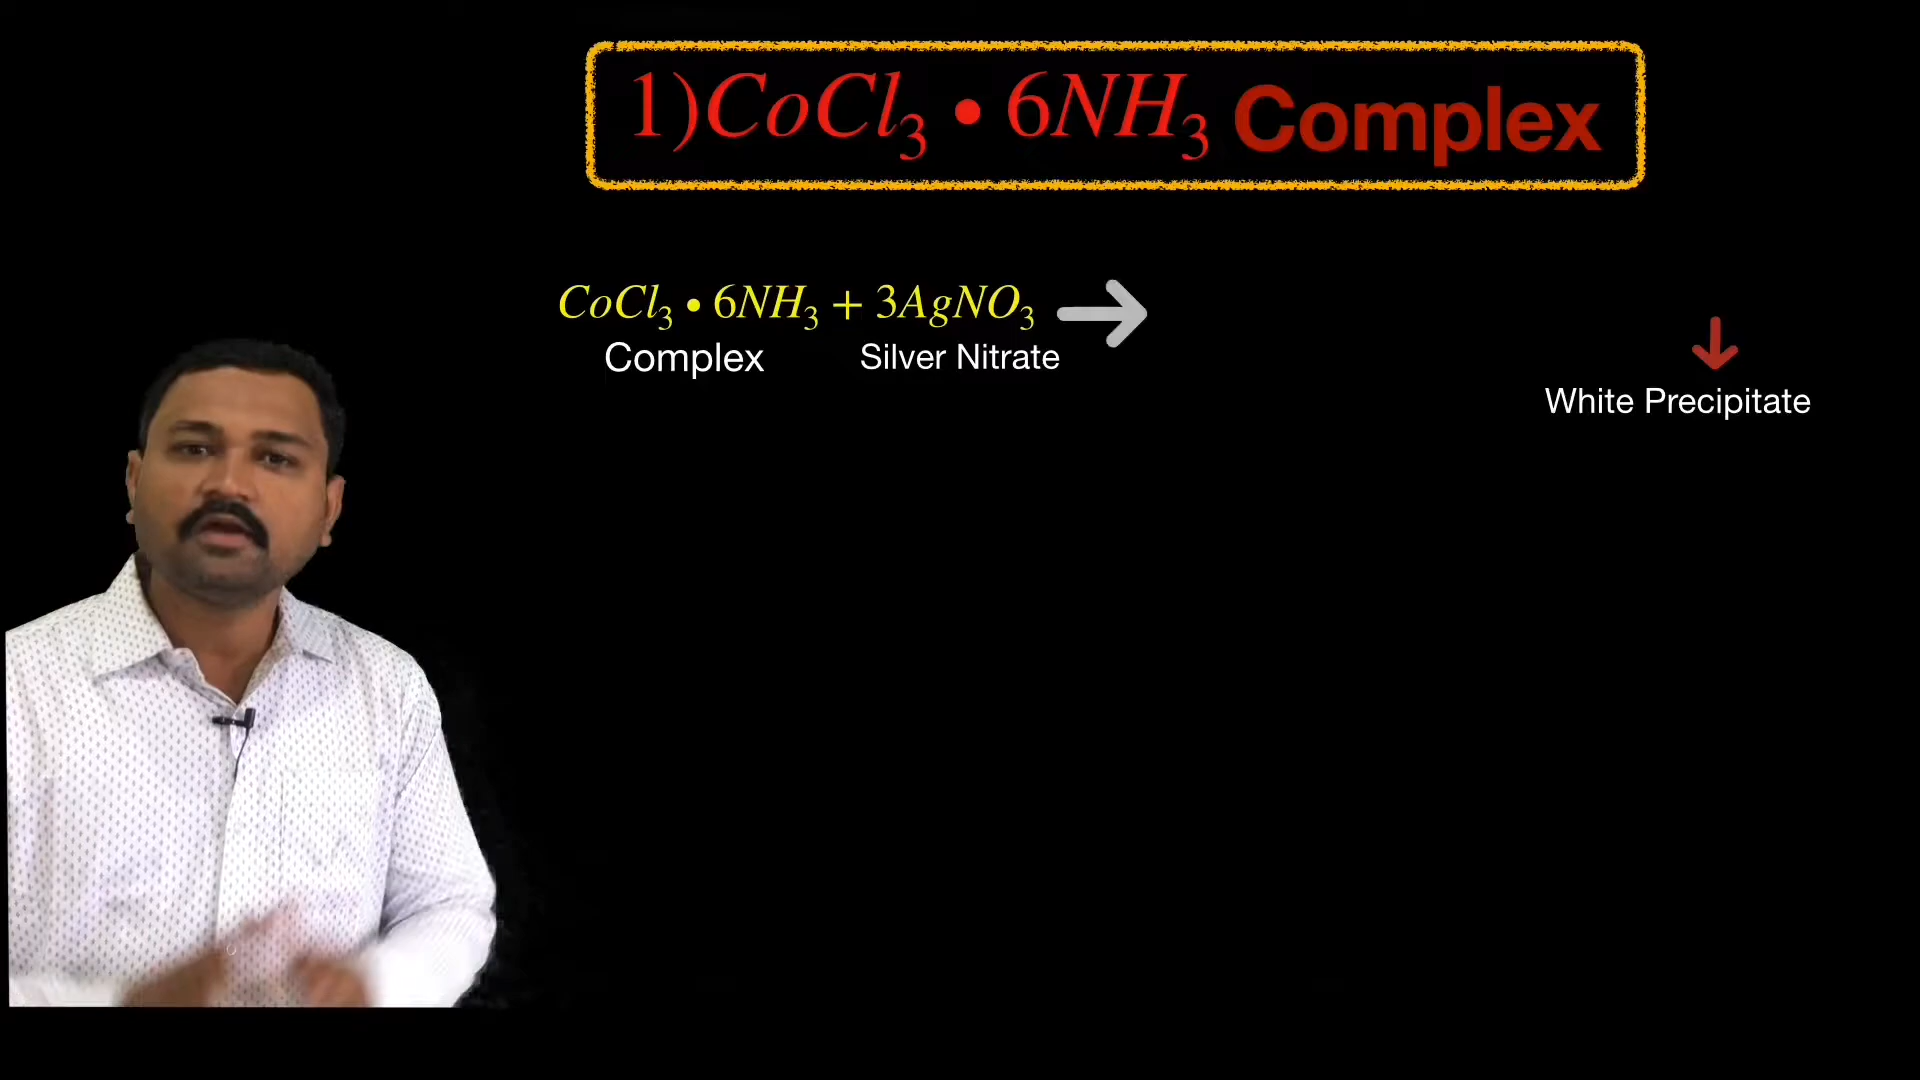 1)CoCl₃ • 6NH₃ Complex
CoCl₃ • 6NH₃ + 3AgNO₃ →
Complex Silver Nitrate
↓
White Precipitate